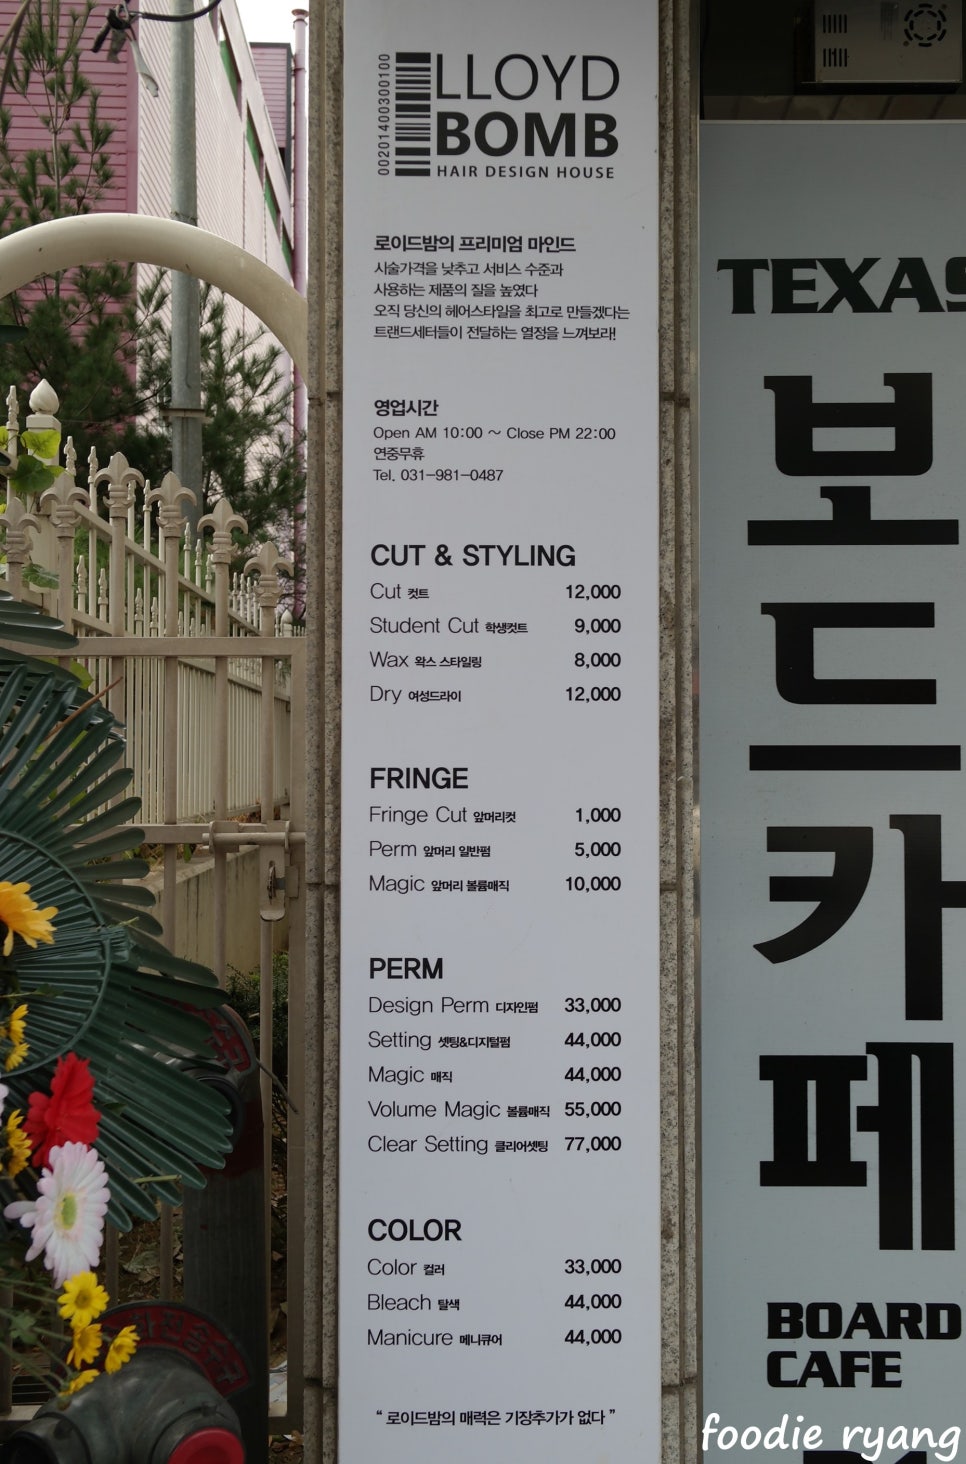 002014003001​00
LLOYD
BOMB
HAIR DESIGN HOUSE
로이드밤의 프리미엄 마인드
시술가격을 낮추고 서비스 수준과
사용하는 제품의 질을 높였다
오직 당신의 헤어스타일을 최고로 만들겠다는
트랜드세터들이 전달하는 열정을 느껴보라!
영업시간
Open AM 10:00 ~ Close PM 22:00
연중무휴
Tel. 031-981-0487
CUT & STYLING
Cut 컷트 12,000
Student Cut 학생컷트 9,000
Wax 왁스 스타일링 8,000
Dry 여성드라이 12,000
FRINGE
Fringe Cut 앞머리컷 1,000
Perm 앞머리 일반펌 5,000
Magic 앞머리 볼륨매직 10,000
PERM
Design Perm 디자인펌 33,000
Setting 셋팅&디지털펌 44,000
Magic 매직 44,000
Volume Magic 볼륨매직 55,000
Clear Setting 클리어셋팅 77,000
COLOR
Color 컬러 33,000
Bleach 탈색 44,000
Manicure 메니큐어 44,000
“ 로이드밤의 매력은 기장추가가 없다 ”
TEXAS
보드카페
BOARD
CAFE
foodie ryang